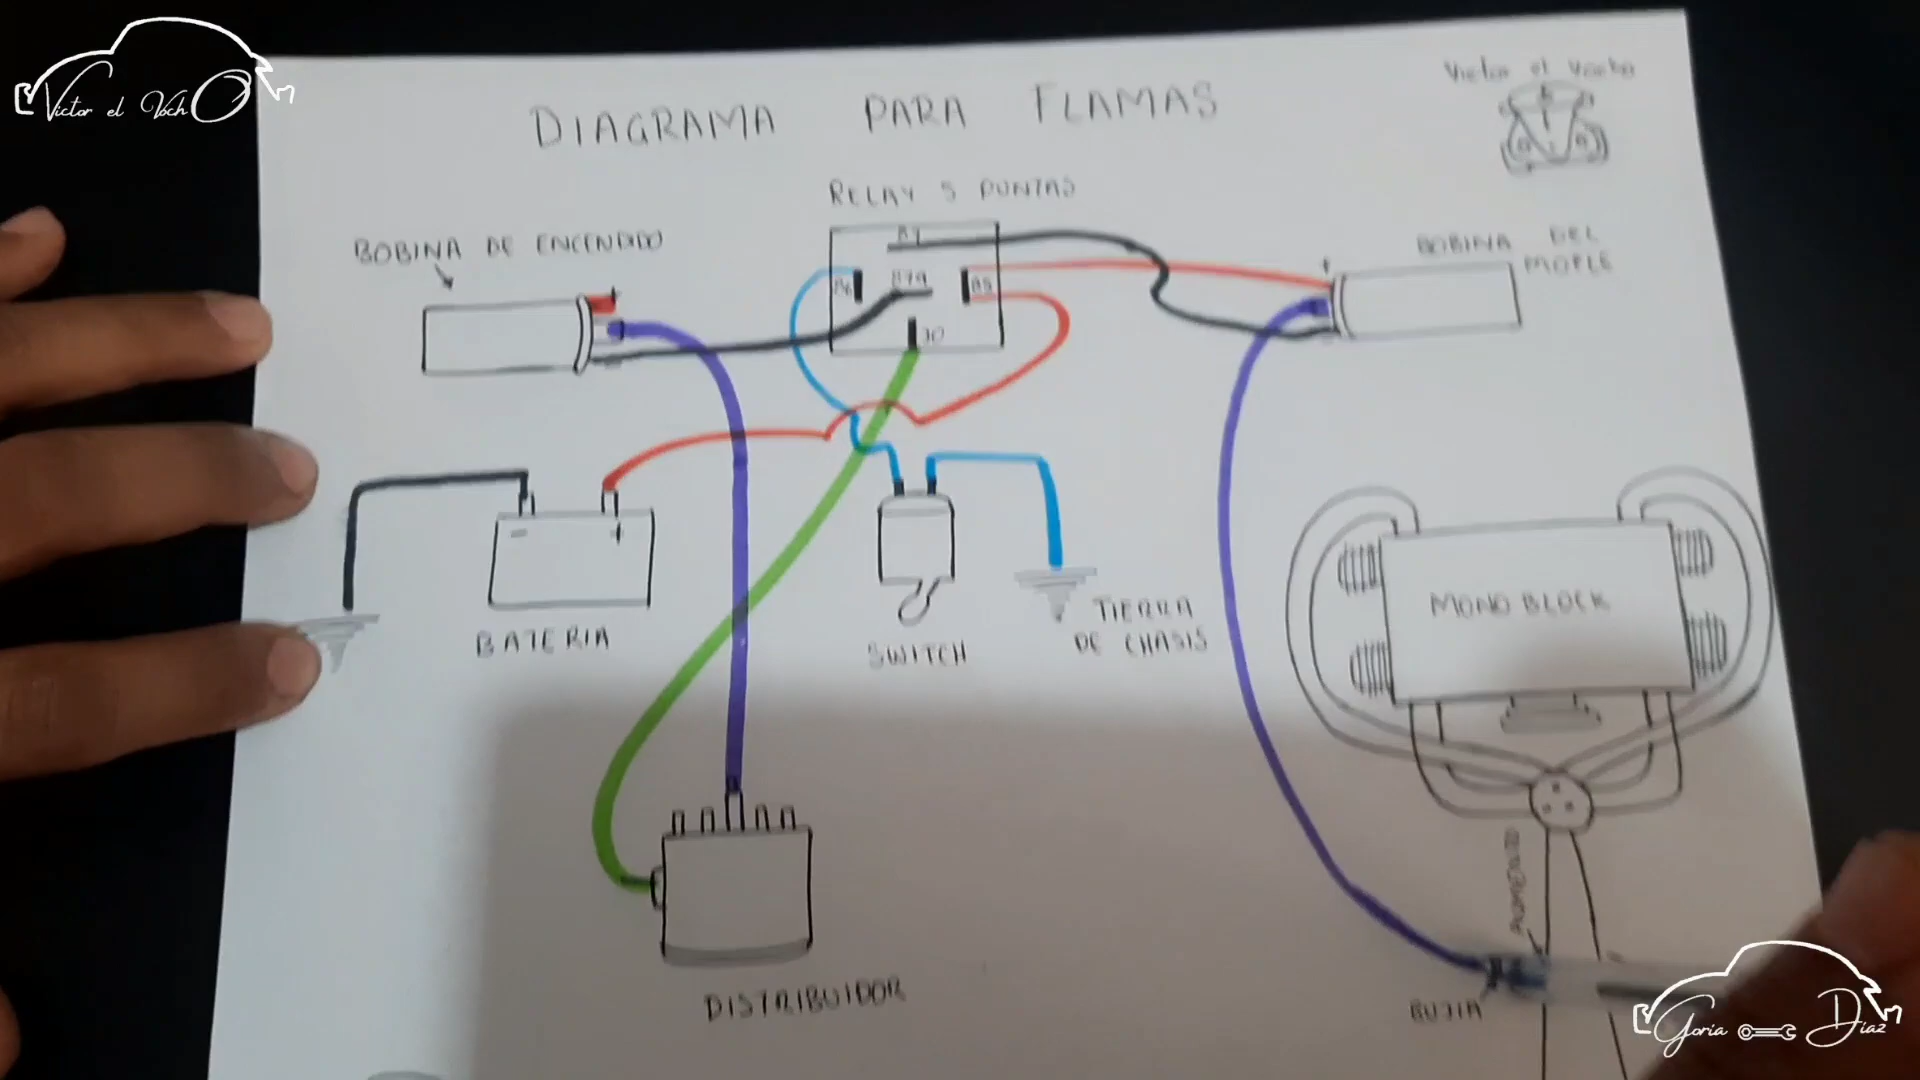 Victor el VochO
Victor el Vocho
DIAGRAMA PARA FLAMAS
RELAY 5 PUNTAS
BOBINA DE ENCENDIDO
BOBINA DEL
MOFLE
87
86
87A
85
30
+
+
-
+
BATERIA
SWITCH
TIERRA
DE CHASIS
MONO BLOCK
DISTRIBUIDOR
BUJIA
Goria Diaz